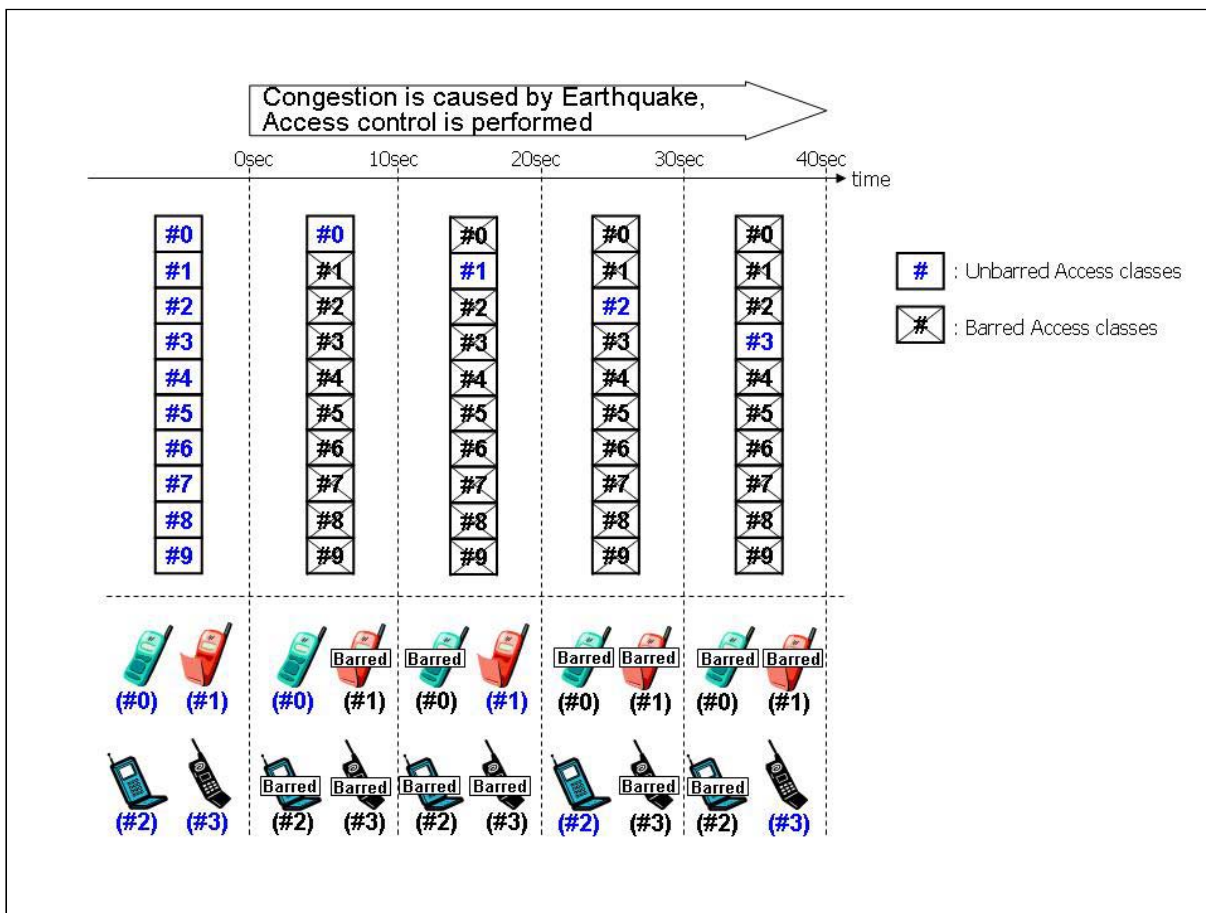 Congestion is caused by Earthquake,
Access control is performed
0sec 10sec 20sec 30sec 40sec
time
#0 #0 #0 #0 #0
#1 #1 #1 #1 #1
#2 #2 #2 #2 #2
#3 #3 #3 #3 #3
#4 #4 #4 #4 #4
#5 #5 #5 #5 #5
#6 #6 #6 #6 #6
#7 #7 #7 #7 #7
#8 #8 #8 #8 #8
#9 #9 #9 #9 #9
# : Unbarred Access classes
# : Barred Access classes
Barred Barred Barred Barred Barred Barred
(#0) (#1) (#0) (#1) (#0) (#1) (#0) (#1) (#0) (#1)
Barred Barred Barred Barred Barred Barred
(#2) (#3) (#2) (#3) (#2) (#3) (#2) (#3) (#2) (#3)